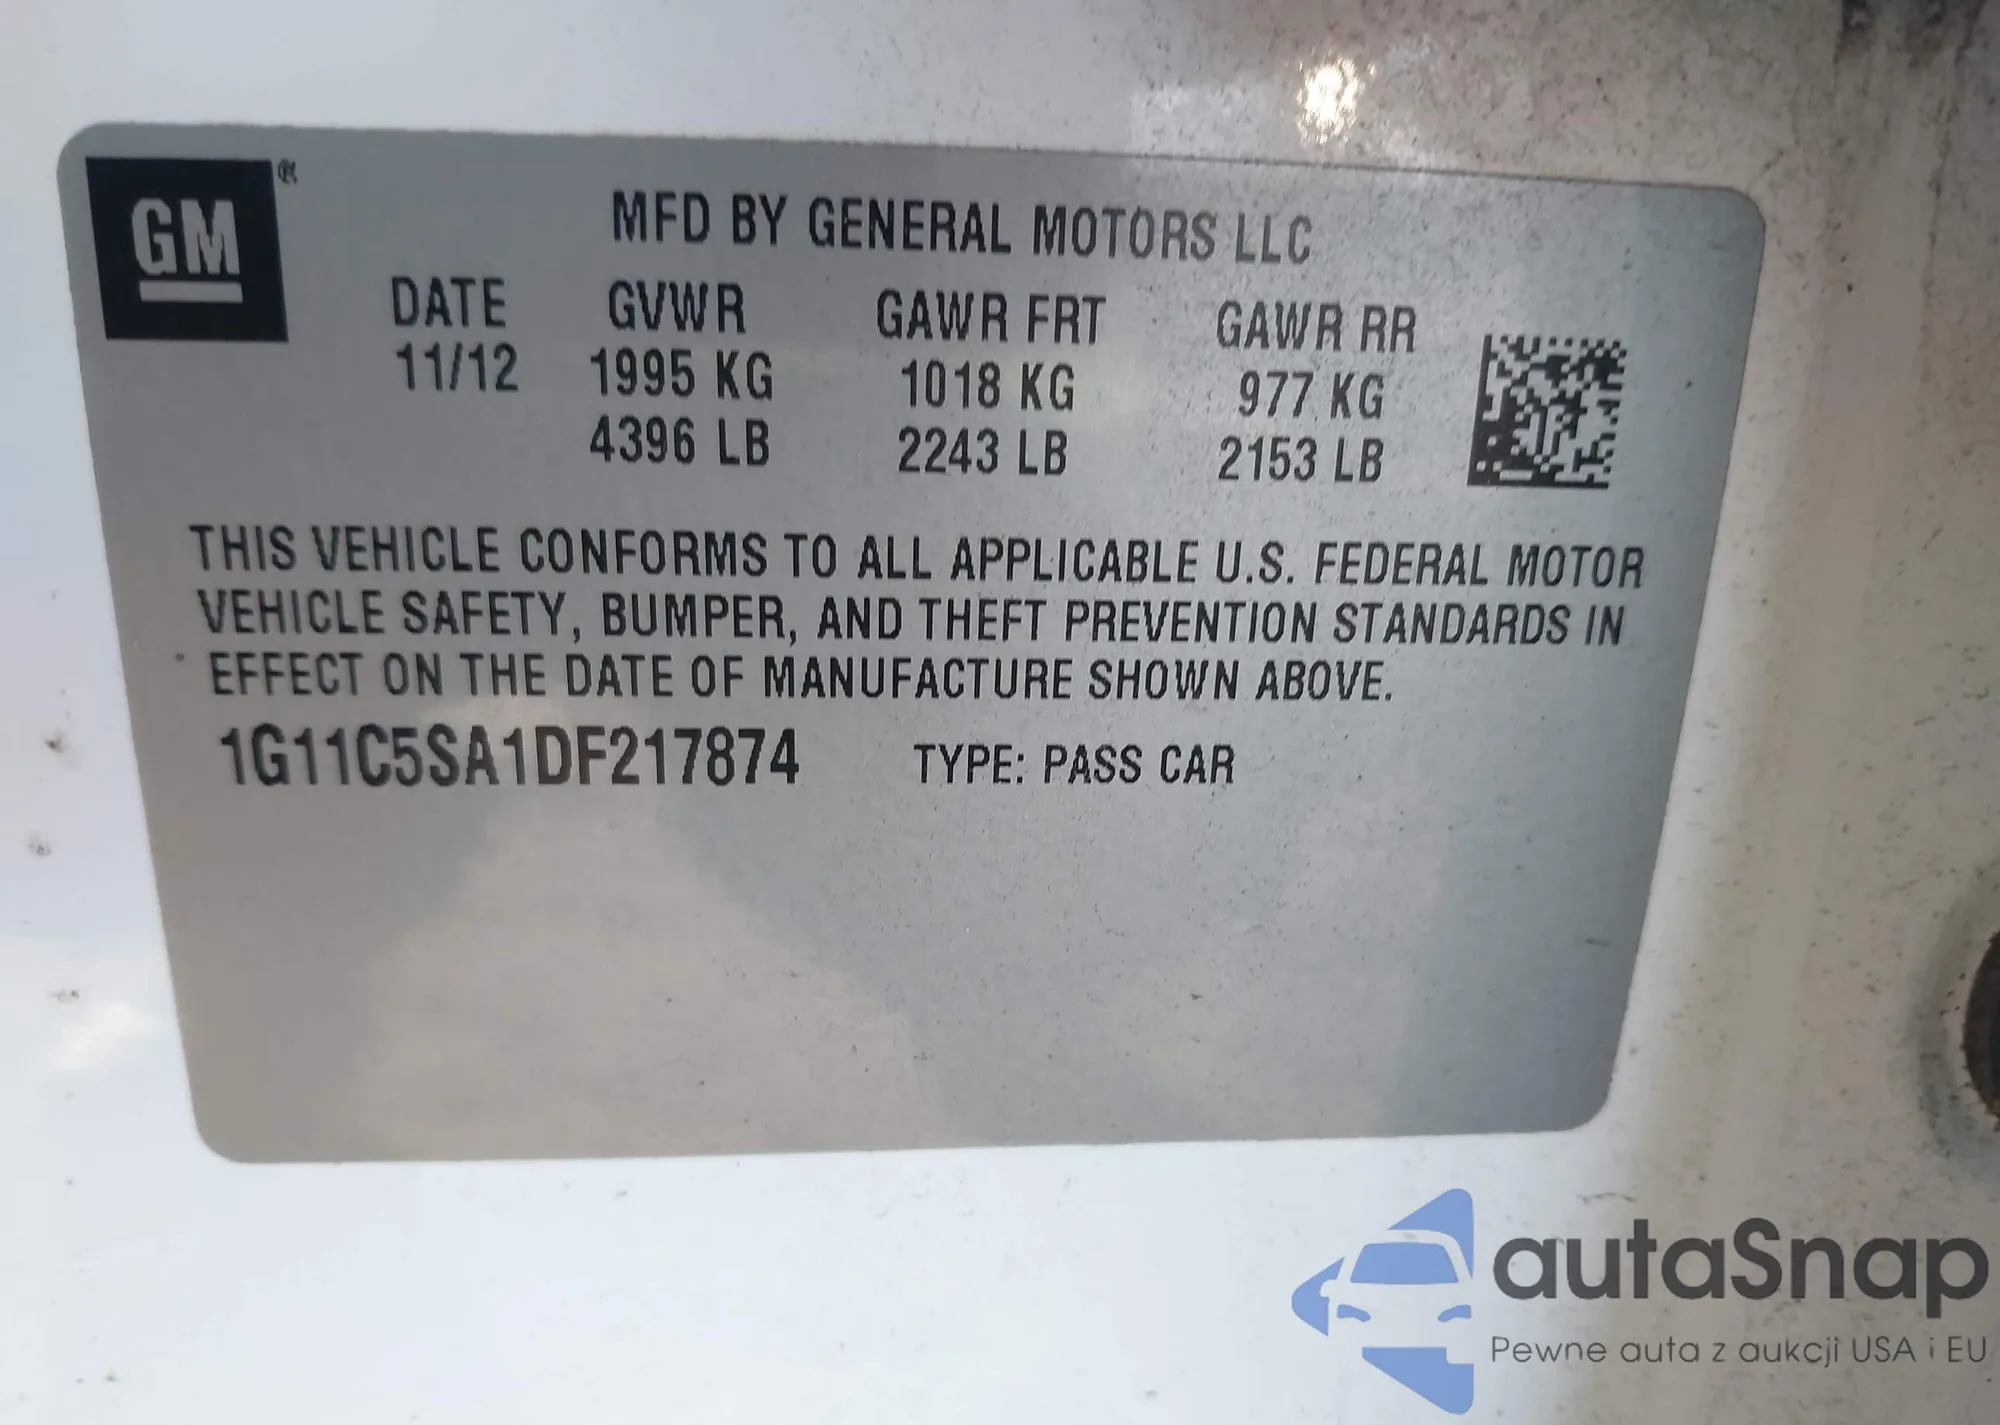 GM®
MFD BY GENERAL MOTORS LLC
DATE GVWR GAWR FRT GAWR RR
11/12 1995 KG 1018 KG 977 KG
4396 LB 2243 LB 2153 LB
THIS VEHICLE CONFORMS TO ALL APPLICABLE U.S. FEDERAL MOTOR
VEHICLE SAFETY, BUMPER, AND THEFT PREVENTION STANDARDS IN
EFFECT ON THE DATE OF MANUFACTURE SHOWN ABOVE.
1G11C5SA1DF217874 TYPE: PASS CAR
autaSnap
Pewne auta z aukcji USA i EU